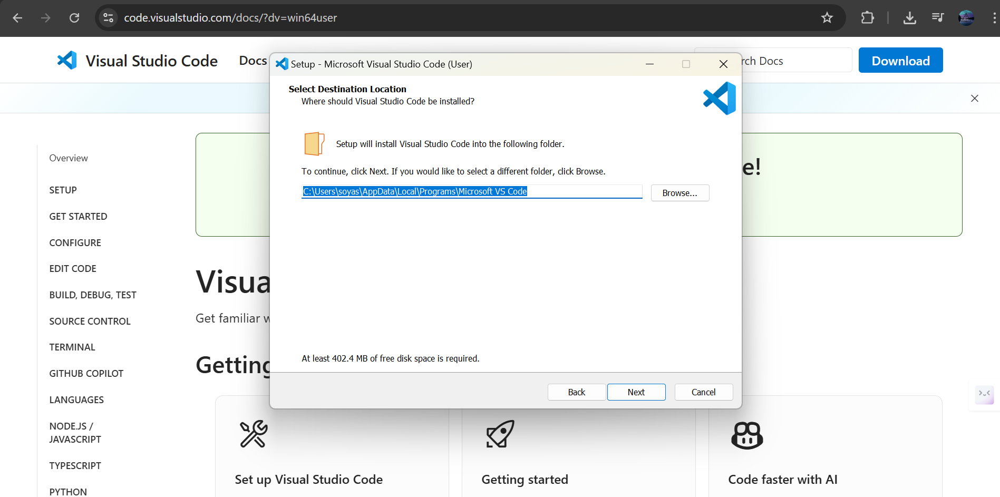 code.visualstudio.com/docs/?dv=win64user
Visual Studio Code
Docs
rch Docs
Download
Setup - Microsoft Visual Studio Code (User)
Select Destination Location
Where should Visual Studio Code be installed?
Setup will install Visual Studio Code into the following folder.
To continue, click Next. If you would like to select a different folder, click Browse.
C:\Users\soyas\AppData\Local\Programs\Microsoft VS Code
Browse...
At least 402.4 MB of free disk space is required.
Back
Next
Cancel
Overview
SETUP
GET STARTED
CONFIGURE
EDIT CODE
BUILD, DEBUG, TEST
SOURCE CONTROL
TERMINAL
GITHUB COPILOT
LANGUAGES
NODE.JS /
JAVASCRIPT
TYPESCRIPT
PYTHON
e!
Visua
Get familiar w
Getting
Set up Visual Studio Code
Getting started
Code faster with AI